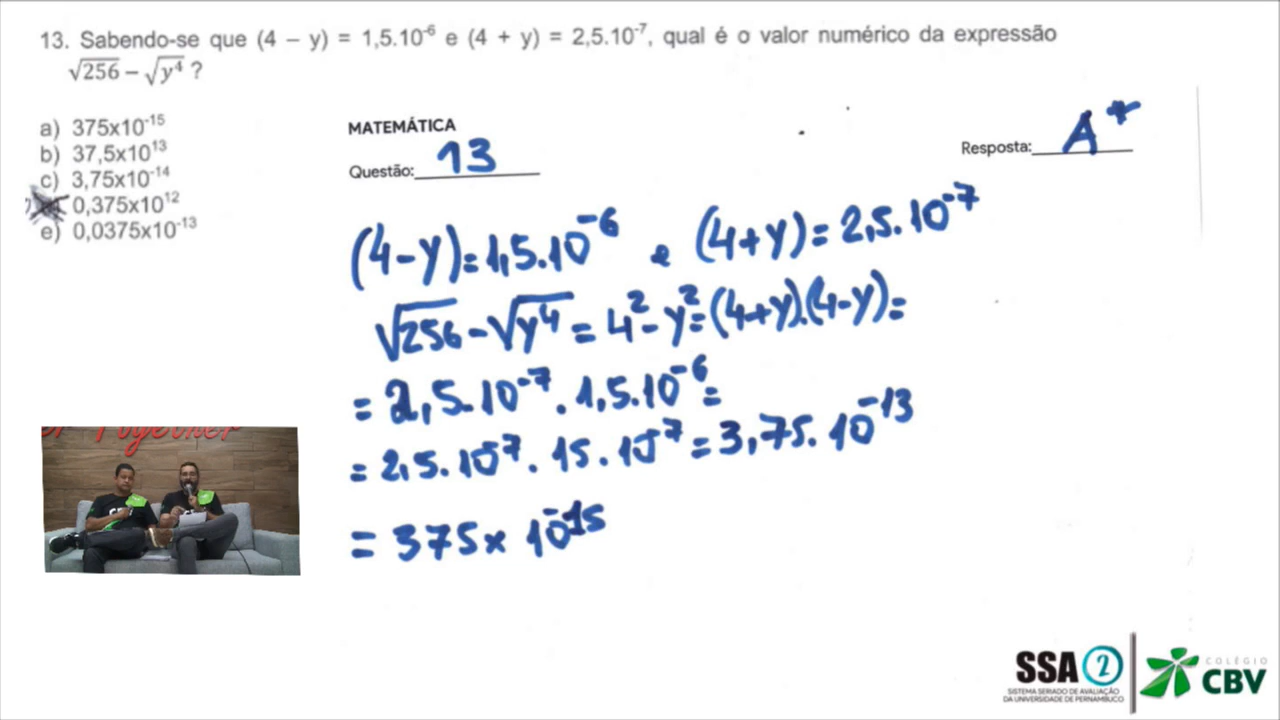 13. Sabendo-se que (4 – y) = 1,5.10⁻⁶ e (4 + y) = 2,5.10⁻⁷, qual é o valor numérico da expressão
√256 – √y⁴ ?
a) 375x10⁻¹⁵
b) 37,5x10¹³
c) 3,75x10⁻¹⁴
0,375x10¹²
e) 0,0375x10⁻¹³
MATEMÁTICA
Questão: 13
Resposta: A*
(4-y)=1,5.10⁻⁶ e (4+y)=2,5.10⁻⁷
√256-√y⁴ = 4²-y²=(4+y).(4-y)=
= 2,5.10⁻⁷.1,5.10⁻⁶=
= 2,5.10⁻⁷.15.10⁻⁷=3,75.10⁻¹³
= 375x10⁻¹⁵
SSA 2
SISTEMA SERIADO DE AVALIAÇÃO
DA UNIVERSIDADE DE PERNAMBUCO
COLÉGIO
CBV